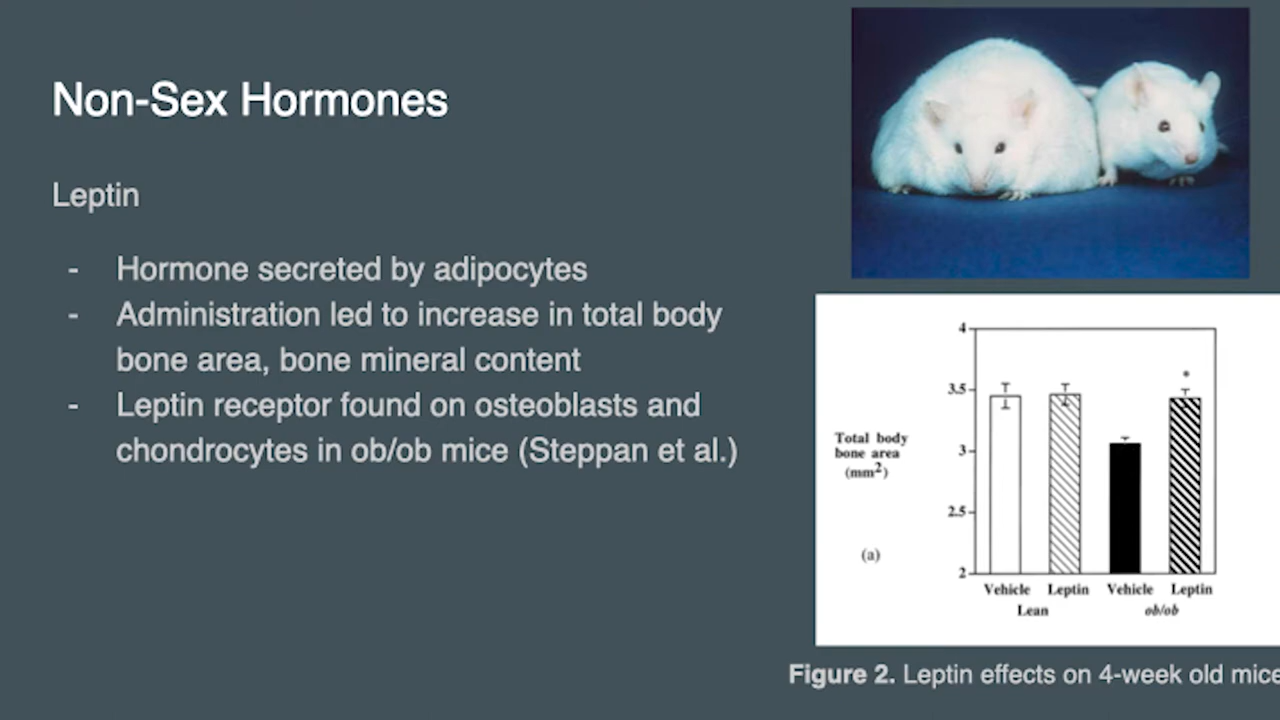 Non-Sex Hormones
Leptin
- Hormone secreted by adipocytes
- Administration led to increase in total body
bone area, bone mineral content
- Leptin receptor found on osteoblasts and
chondrocytes in ob/ob mice (Steppan et al.)
4
3.5
3
2.5
2
Total body
bone area
(mm²)
(a)
*
Vehicle Leptin Vehicle Leptin
Lean ob/ob
Figure 2. Leptin effects on 4-week old mice